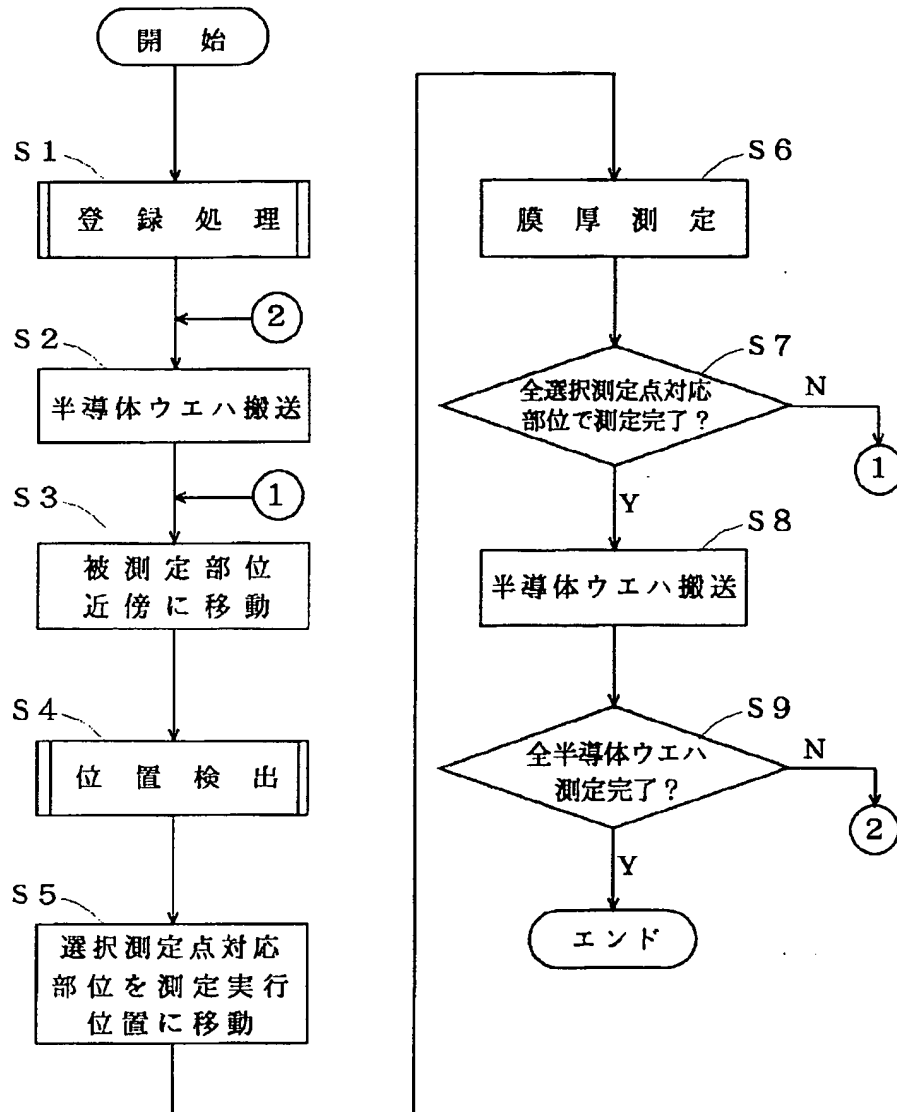 開始
S1
登録処理
②
S2
半導体ウエハ搬送
①
S3
被測定部位
近傍に移動
S4
位置検出
S5
選択測定点対応
部位を測定実行
位置に移動
S6
膜厚測定
S7
全選択測定点対応
部位で測定完了?
N
①
Y
S8
半導体ウエハ搬送
S9
全半導体ウエハ
測定完了?
N
②
Y
エンド